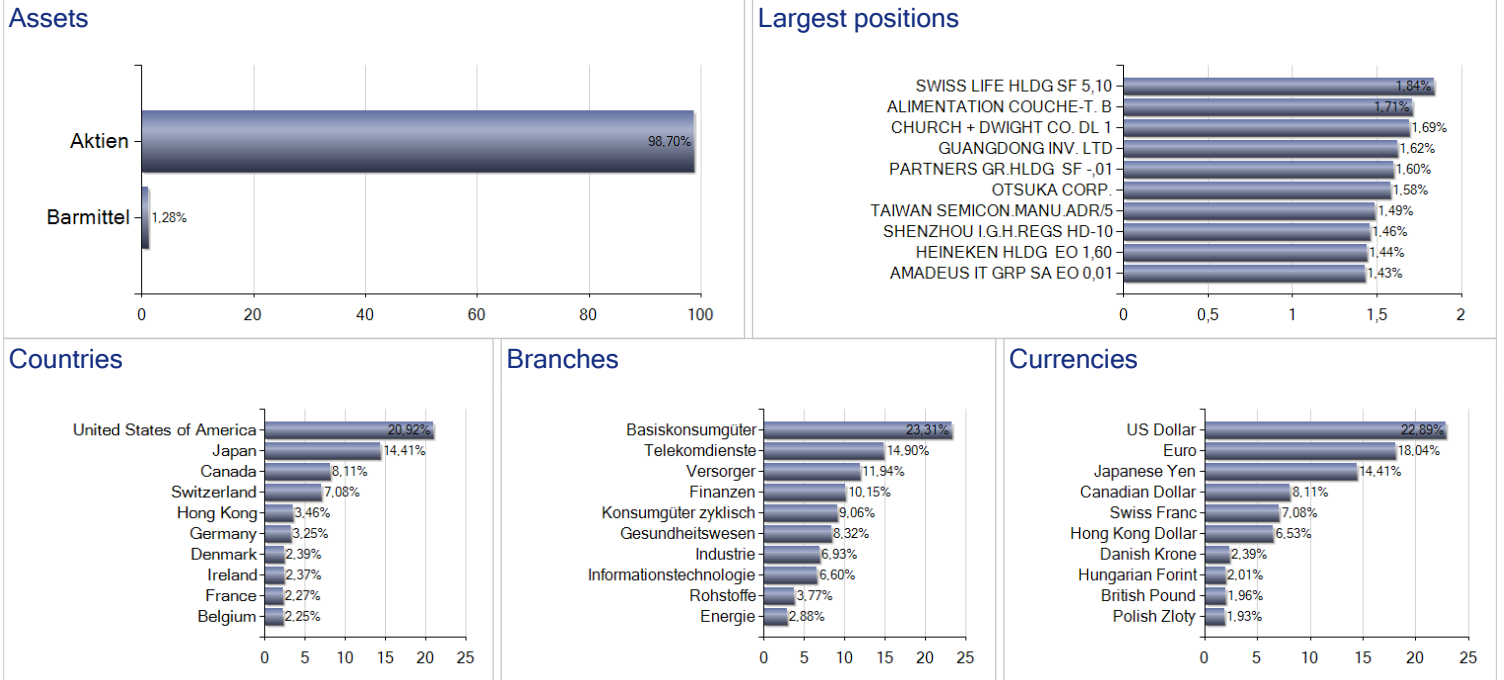 Assets
Aktien 98,70%
Barmittel 1,28%
0 20 40 60 80 100
Largest positions
SWISS LIFE HLDG SF 5,10 1,84%
ALIMENTATION COUCHE-T. B 1,71%
CHURCH + DWIGHT CO. DL 1 1,69%
GUANGDONG INV. LTD 1,62%
PARTNERS GR.HLDG SF -,01 1,60%
OTSUKA CORP. 1,58%
TAIWAN SEMICON.MANU.ADR/5 1,49%
SHENZHOU I.G.H.REGS HD-10 1,46%
HEINEKEN HLDG EO 1,60 1,44%
AMADEUS IT GRP SA EO 0,01 1,43%
0 0,5 1 1,5 2
Countries
United States of America 20,92%
Japan 14,41%
Canada 8,11%
Switzerland 7,08%
Hong Kong 3,46%
Germany 3,25%
Denmark 2,39%
Ireland 2,37%
France 2,27%
Belgium 2,25%
0 5 10 15 20 25
Branches
Basiskonsumgüter 23,31%
Telekomdienste 14,90%
Versorger 11,94%
Finanzen 10,15%
Konsumgüter zyklisch 9,06%
Gesundheitswesen 8,32%
Industrie 6,93%
Informationstechnologie 6,60%
Rohstoffe 3,77%
Energie 2,88%
0 5 10 15 20 25
Currencies
US Dollar 22,89%
Euro 18,04%
Japanese Yen 14,41%
Canadian Dollar 8,11%
Swiss Franc 7,08%
Hong Kong Dollar 6,53%
Danish Krone 2,39%
Hungarian Forint 2,01%
British Pound 1,96%
Polish Zloty 1,93%
0 5 10 15 20 25